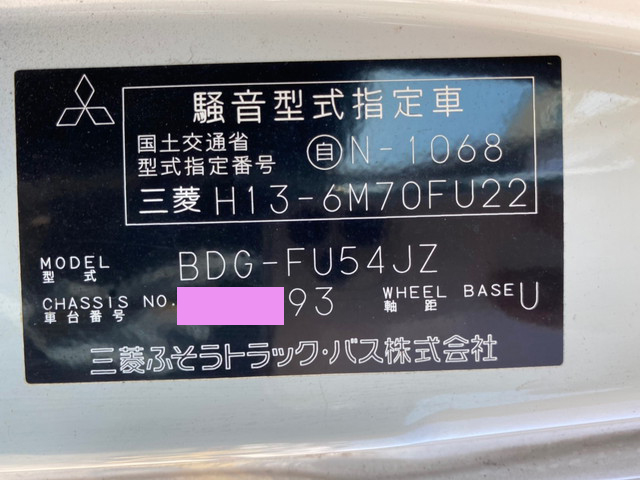 騒音型式指定車
国土交通省
型式指定番号 自 N-1068
三菱 H13-6M70FU22
MODEL
型式 BDG-FU54JZ
CHASSIS NO. 93 WHEEL BASE U
車台番号 軸距
三菱ふそうトラック・バス株式会社